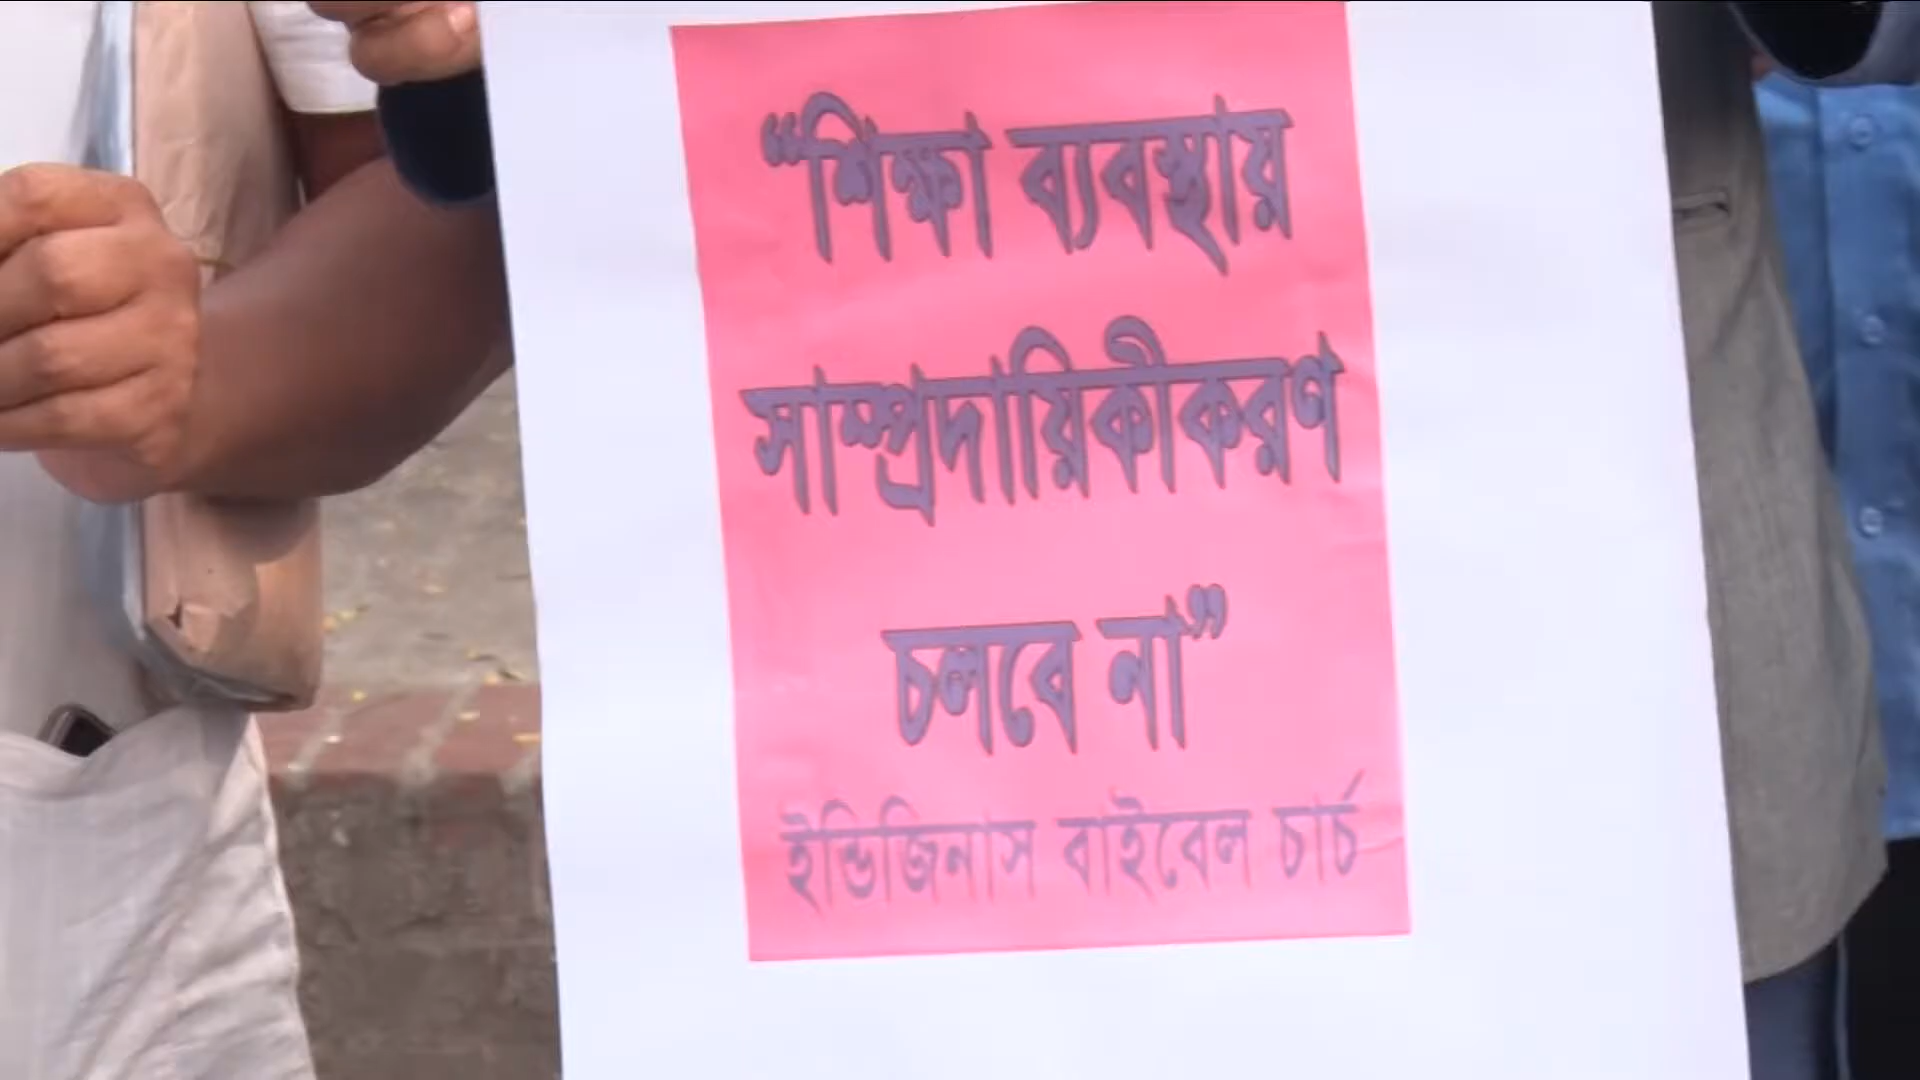 “শিক্ষা ব্যবস্থায়
সাম্প্রদায়িকীকরণ
চলবে না”
ইন্ডিজিনাস বাইবেল চার্চ